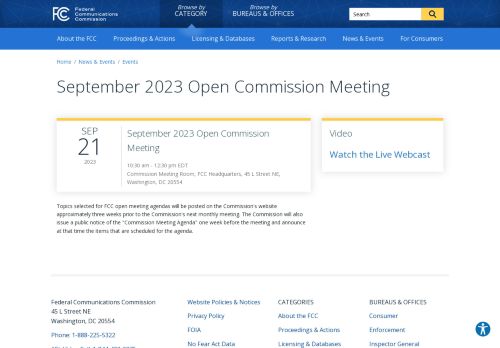 FCC Federal Communications Commission
Browse by CATEGORY
Browse by BUREAUS & OFFICES
Search
About the FCC
Proceedings & Actions
Licensing & Databases
Reports & Research
News & Events
For Consumers
Home / News & Events / Events
September 2023 Open Commission Meeting
SEP
21
2023
September 2023 Open Commission
Meeting
10:30 am - 12:30 pm EDT
Commission Meeting Room, FCC Headquarters, 45 L Street NE,
Washington, DC 20554
Video
Watch the Live Webcast
Topics selected for FCC open meeting agendas will be posted on the Commission's website
approximately three weeks prior to the Commission's next monthly meeting. The Commission will also
issue a public notice of the "Commission Meeting Agenda" one week before the meeting and announce
at that time the items that are scheduled for the agenda.
Federal Communications Commission
45 L Street NE
Washington, DC 20554
Phone: 1-888-225-5322
Website Policies & Notices
Privacy Policy
FOIA
No Fear Act Data
CATEGORIES
About the FCC
Proceedings & Actions
Licensing & Databases
BUREAUS & OFFICES
Consumer
Enforcement
Inspector General